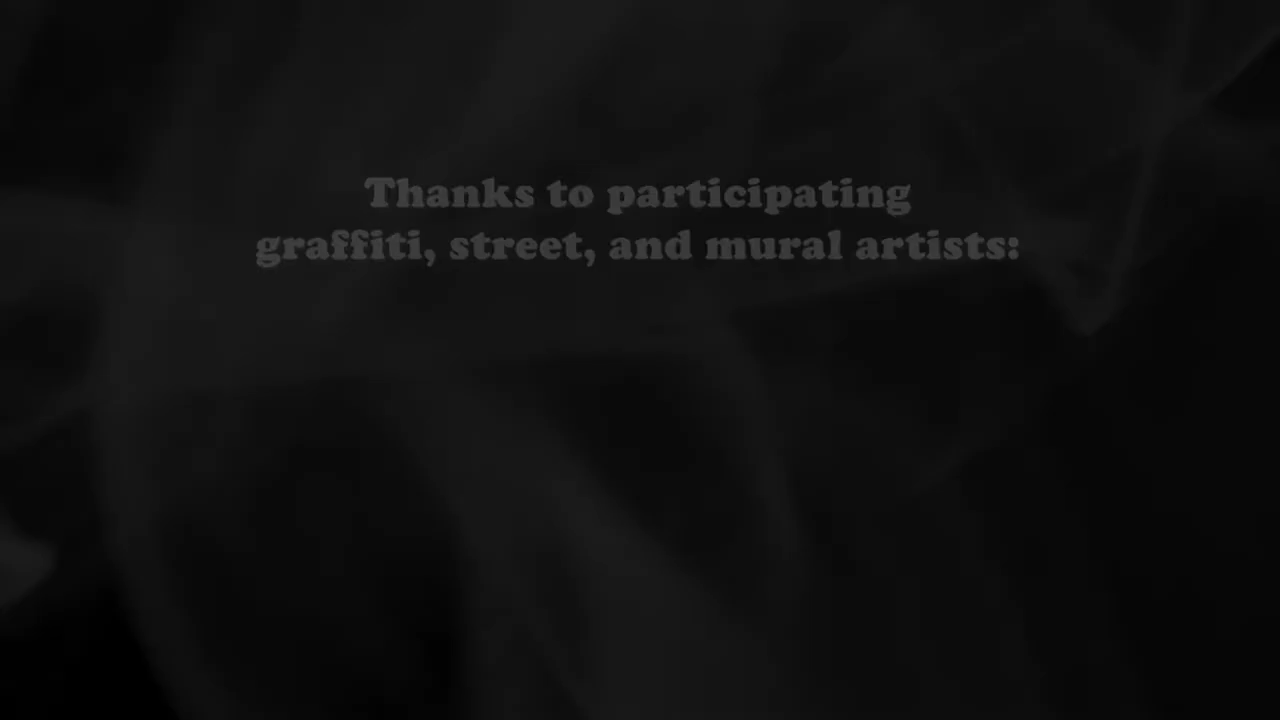 Thanks to participating
graffiti, street, and mural artists: